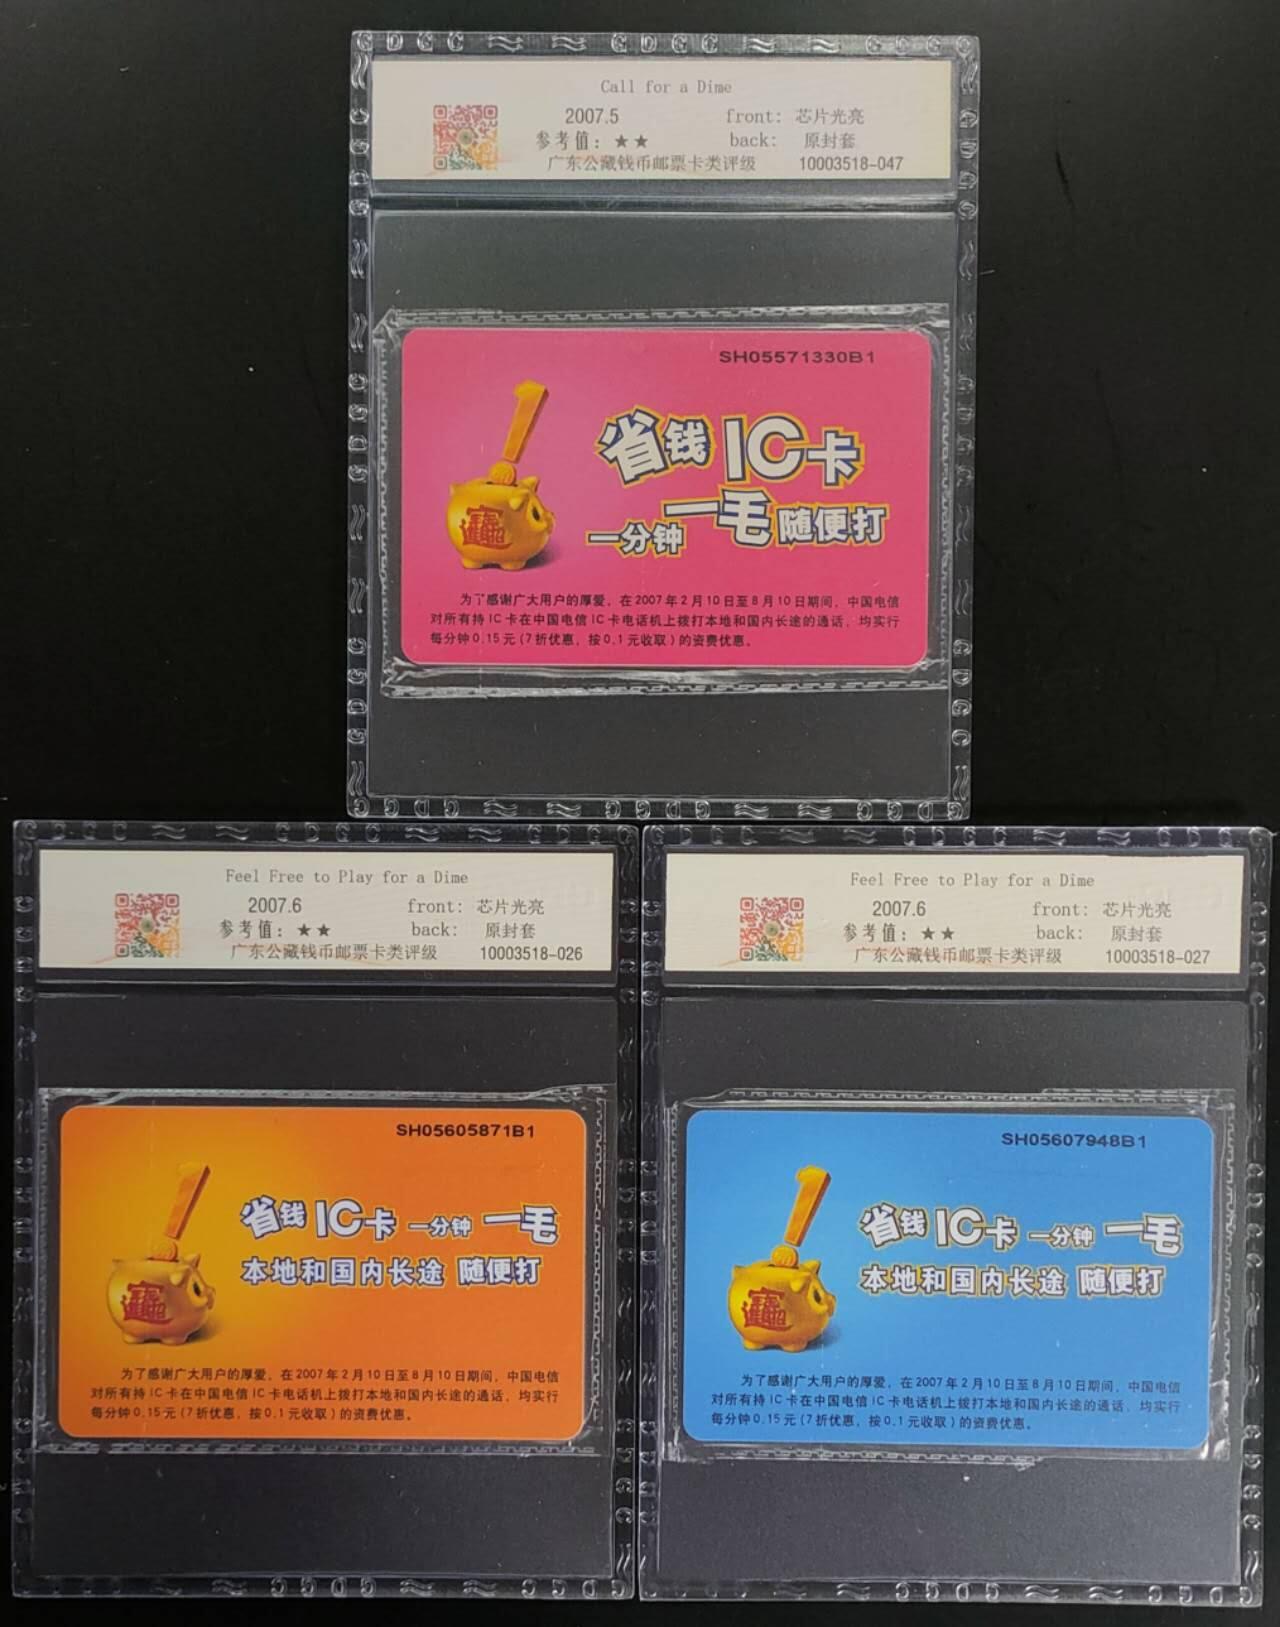 Call for a Dime
2007.5 front: 芯片光亮
参考值: ★★ back: 原封套
广东公藏钱币邮票卡类评级 10003518-047
SH05571330B1
省钱IC卡
一分钟一毛随便打
为了感谢广大用户的厚爱，在2007年2月10日至8月10日期间，中国电信
对所有持IC卡在中国电信IC卡电话机上拨打本地和国内长途的通话，均实行
每分钟0.15元(7折优惠，按0.1元收取)的资费优惠。
Feel Free to Play for a Dime
2007.6 front: 芯片光亮
参考值: ★★ back: 原封套
广东公藏钱币邮票卡类评级 10003518-026
SH05605871B1
省钱IC卡 一分钟 一毛
本地和国内长途 随便打
为了感谢广大用户的厚爱，在2007年2月10日至8月10日期间，中国电信
对所有持IC卡在中国电信IC卡电话机上拨打本地和国内长途的通话，均实行
每分钟0.15元(7折优惠，按0.1元收取)的资费优惠。
Feel Free to Play for a Dime
2007.6 front: 芯片光亮
参考值: ★★ back: 原封套
广东公藏钱币邮票卡类评级 10003518-027
SH05607948B1
省钱IC卡 一分钟 一毛
本地和国内长途 随便打
为了感谢广大用户的厚爱，在2007年2月10日至8月10日期间，中国电信
对所有持IC卡在中国电信IC卡电话机上拨打本地和国内长途的通话，均实行
每分钟0.15元(7折优惠，按0.1元收取)的资费优惠。